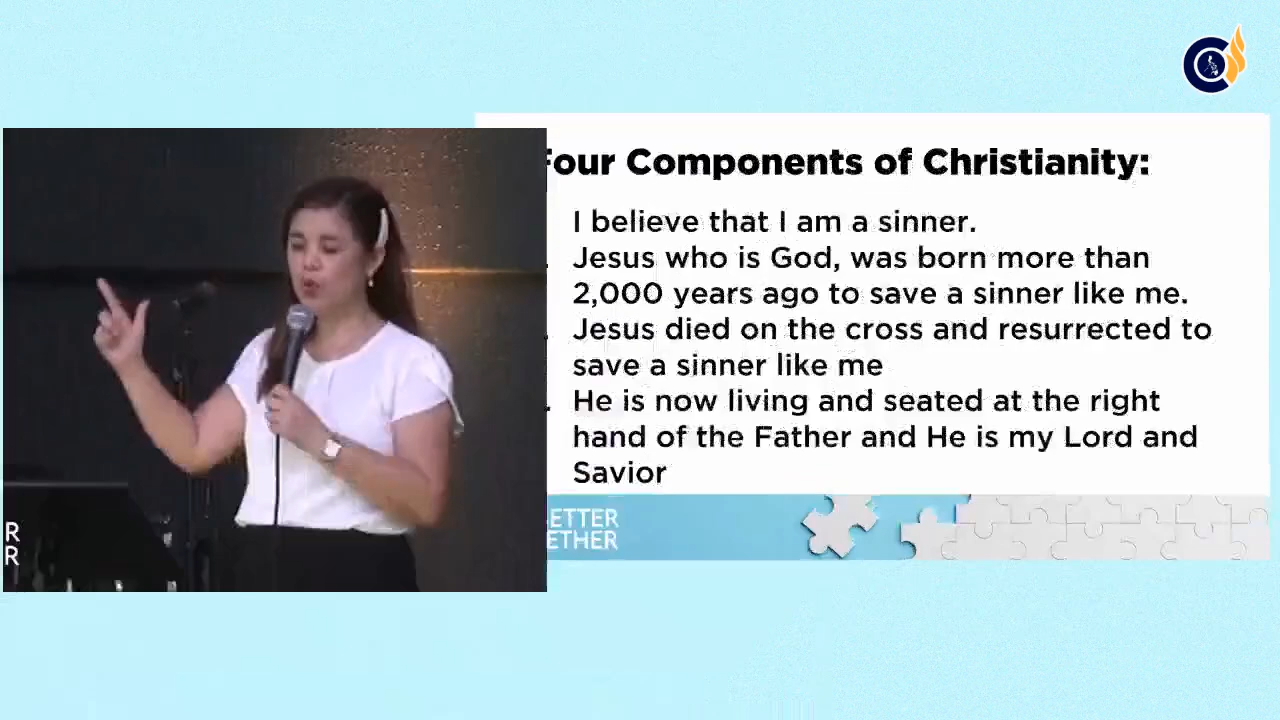 Four Components of Christianity:
I believe that I am a sinner.
. Jesus who is God, was born more than
2,000 years ago to save a sinner like me.
. Jesus died on the cross and resurrected to
save a sinner like me
. He is now living and seated at the right
hand of the Father and He is my Lord and
Savior
ETTER
ETHER
R
R